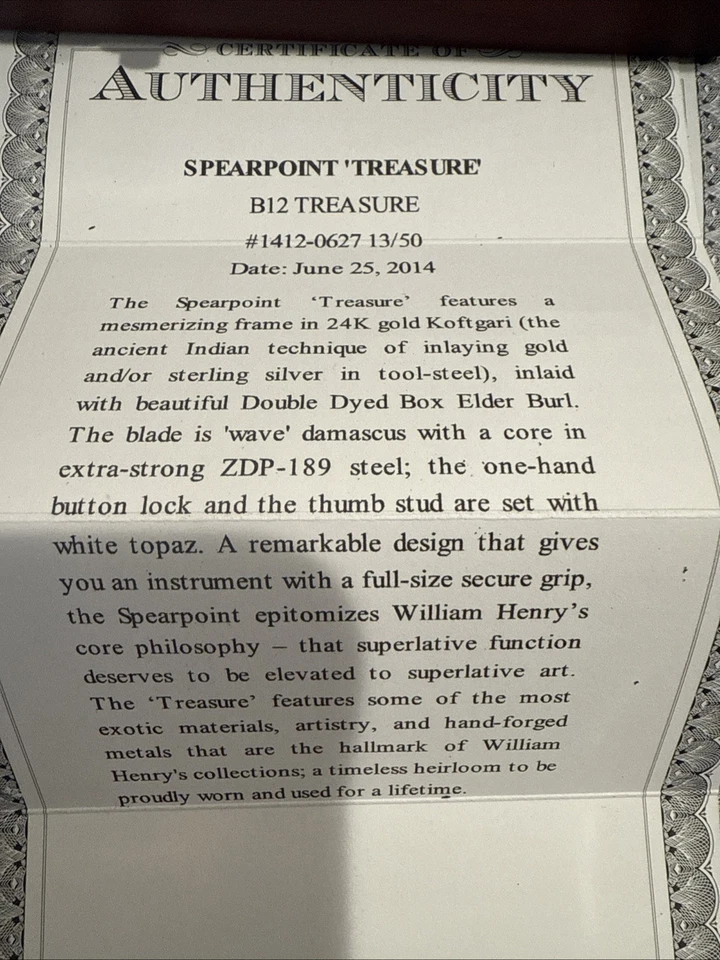 CERTIFICATE OF
AUTHENTICITY
SPEARPOINT 'TREASURE'
B12 TREASURE
#1412-0627 13/50
Date: June 25, 2014
The Spearpoint ‘Treasure’ features a
mesmerizing frame in 24K gold Koftgari (the
ancient Indian technique of inlaying gold
and/or sterling silver in tool-steel), inlaid
with beautiful Double Dyed Box Elder Burl.
The blade is 'wave' damascus with a core in
extra-strong ZDP-189 steel; the one-hand
button lock and the thumb stud are set with
white topaz. A remarkable design that gives
you an instrument with a full-size secure grip,
the Spearpoint epitomizes William Henry’s
core philosophy – that superlative function
deserves to be elevated to superlative art.
The ‘Treasure’ features some of the most
exotic materials, artistry, and hand-forged
metals that are the hallmark of William
Henry's collections; a timeless heirloom to be
proudly worn and used for a lifetime.